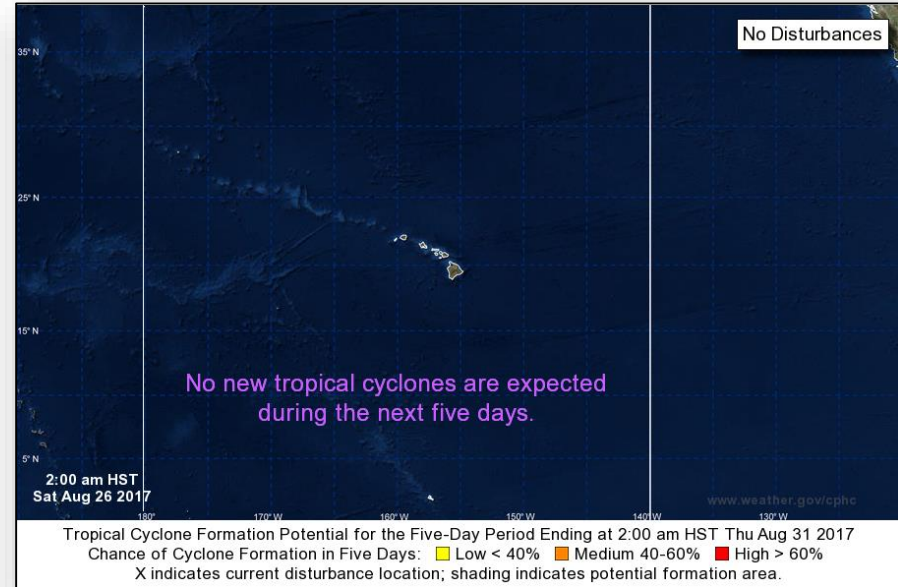 No Disturbances
35° N
25° N
15° N
No new tropical cyclones are expected
during the next five days.
5° N
2:00 am HST
Sat Aug 26 2017
www.weather.gov/cphc
180° 170° W 160° W 150° W 140° W 130° W
Tropical Cyclone Formation Potential for the Five-Day Period Ending at 2:00 am HST Thu Aug 31 2017
Chance of Cyclone Formation in Five Days: Low < 40% Medium 40-60% High > 60%
X indicates current disturbance location; shading indicates potential formation area.